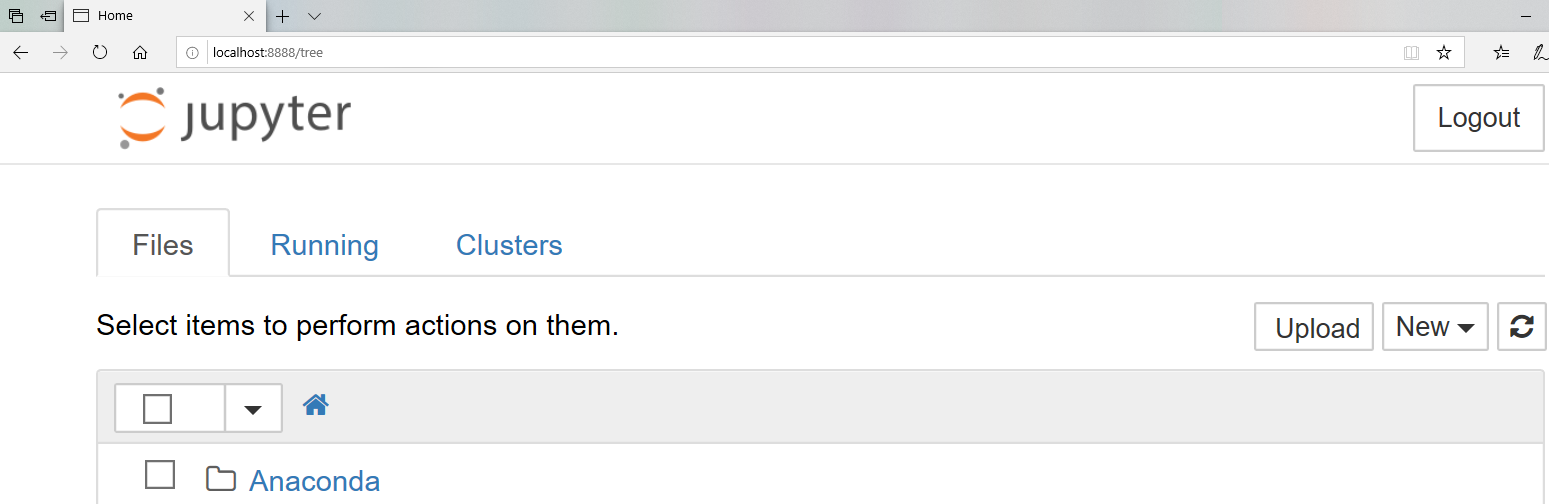 Home
localhost:8888/tree
jupyter
Logout
Files Running Clusters
Select items to perform actions on them.
Upload New
Anaconda